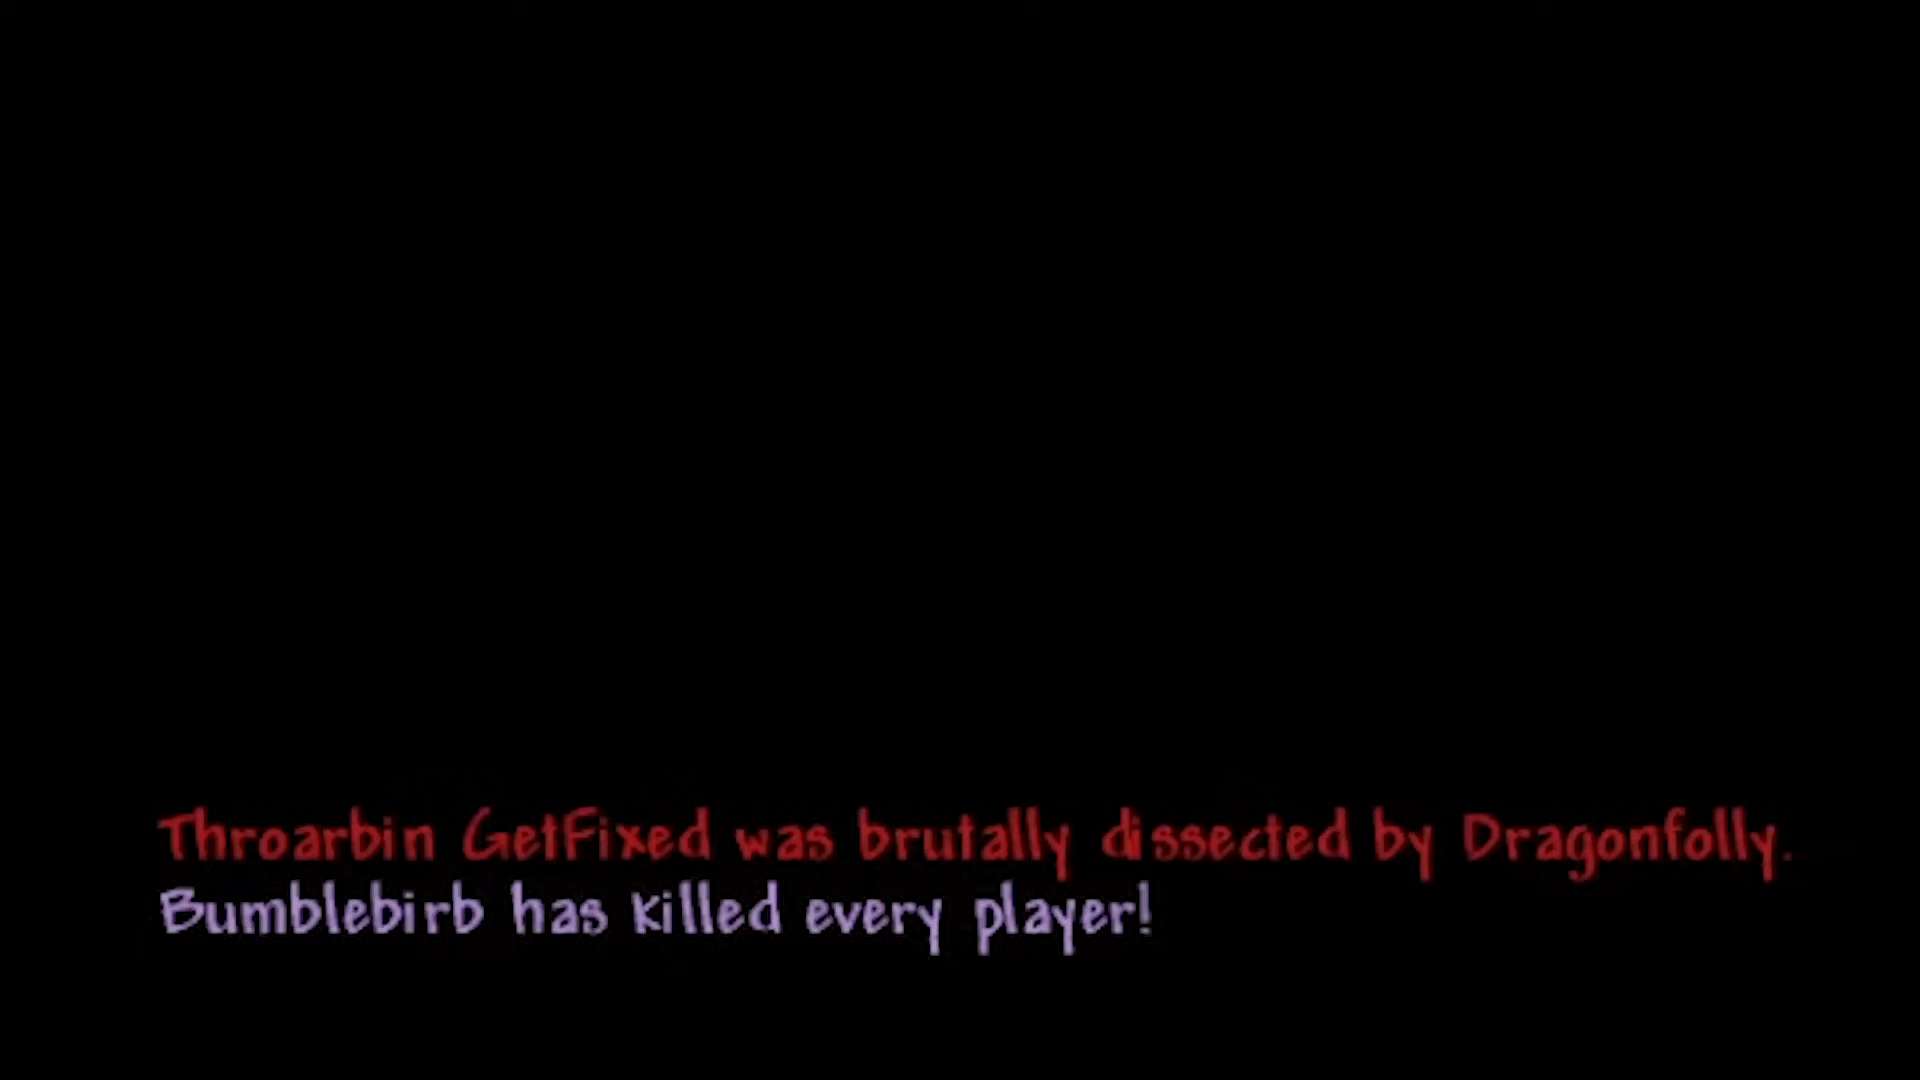 Throarbin GetFixed was brutally dissected by Dragonfolly.
Bumblebirb has killed every player!